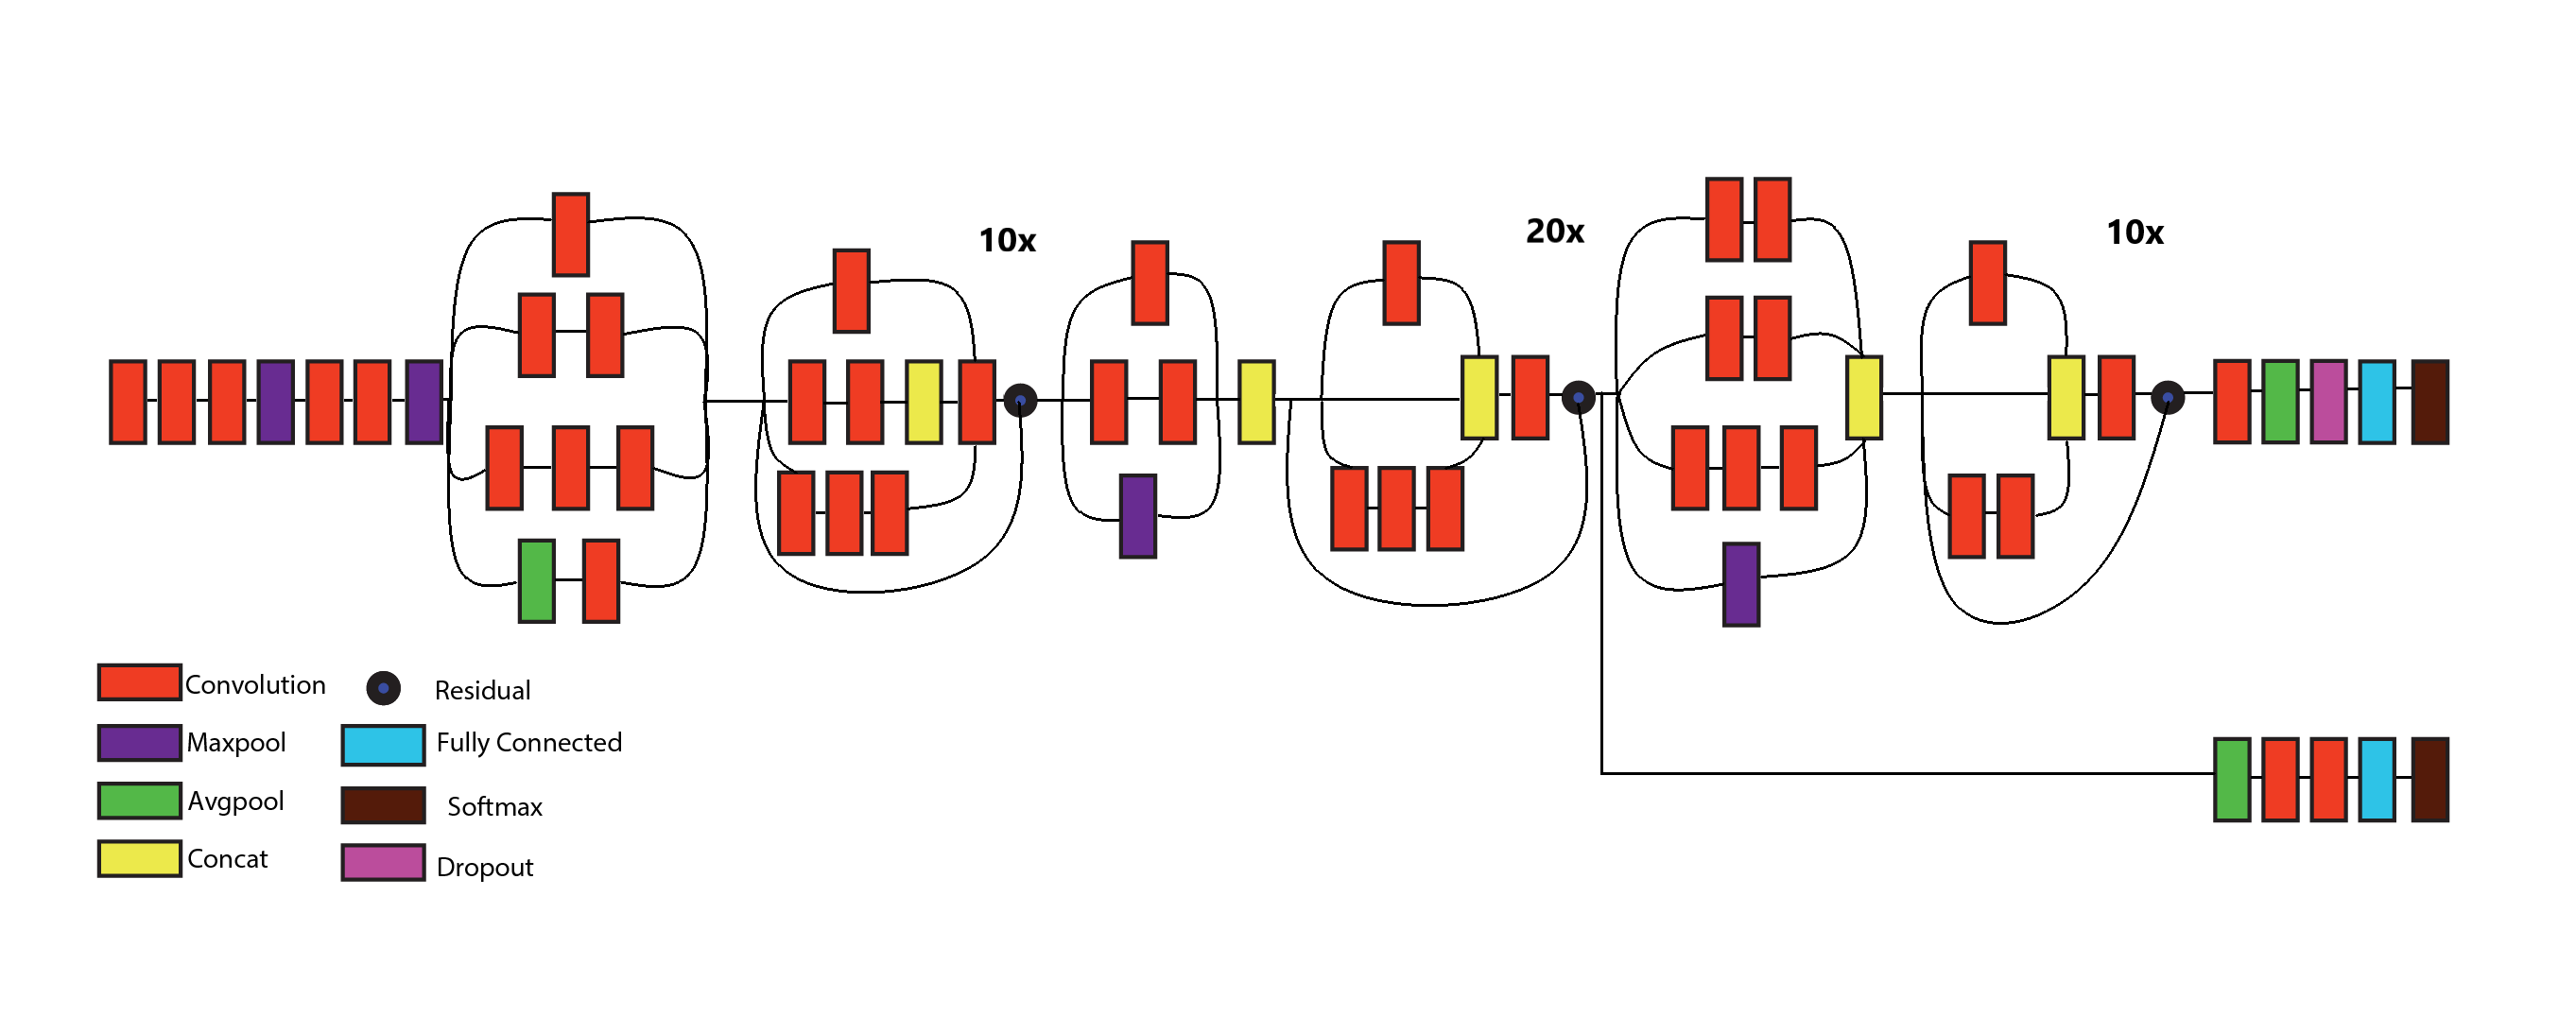 10x
20x
10x
Convolution
Residual
Maxpool
Fully Connected
Avgpool
Softmax
Concat
Dropout